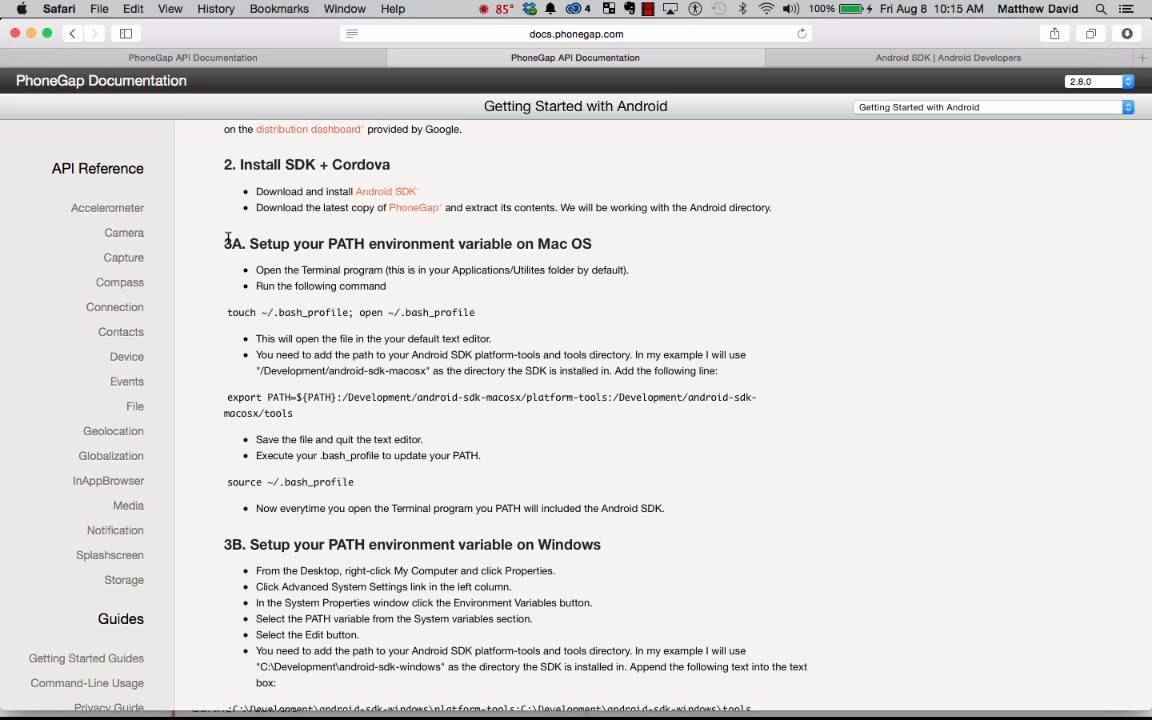 Safari File Edit View History Bookmarks Window Help 85° 4 100% Fri Aug 8 10:15 AM Matthew David
docs.phonegap.com
PhoneGap API Documentation PhoneGap API Documentation Android SDK | Android Developers
PhoneGap Documentation 2.8.0
Getting Started with Android Getting Started with Android
API Reference
Accelerometer
Camera
Capture
Compass
Connection
Contacts
Device
Events
File
Geolocation
Globalization
InAppBrowser
Media
Notification
Splashscreen
Storage
Guides
Getting Started Guides
Command-Line Usage
Privacy Guide
on the distribution dashboard provided by Google.
2. Install SDK + Cordova
• Download and install Android SDK
• Download the latest copy of PhoneGap and extract its contents. We will be working with the Android directory.
3A. Setup your PATH environment variable on Mac OS
• Open the Terminal program (this is in your Applications/Utilites folder by default).
• Run the following command
touch ~/.bash_profile; open ~/.bash_profile
• This will open the file in the your default text editor.
• You need to add the path to your Android SDK platform-tools and tools directory. In my example I will use
"/Development/android-sdk-macosx" as the directory the SDK is installed in. Add the following line:
export PATH=${PATH}:/Development/android-sdk-macosx/platform-tools:/Development/android-sdk-
macosx/tools
• Save the file and quit the text editor.
• Execute your .bash_profile to update your PATH.
source ~/.bash_profile
• Now everytime you open the Terminal program you PATH will included the Android SDK.
3B. Setup your PATH environment variable on Windows
• From the Desktop, right-click My Computer and click Properties.
• Click Advanced System Settings link in the left column.
• In the System Properties window click the Environment Variables button.
• Select the PATH variable from the System variables section.
• Select the Edit button.
• You need to add the path to your Android SDK platform-tools and tools directory. In my example I will use
"C:\Development\android-sdk-windows" as the directory the SDK is installed in. Append the following text into the text
box:
;C:\Development\android-sdk-windows\platform-tools;C:\Development\android-sdk-windows\tools